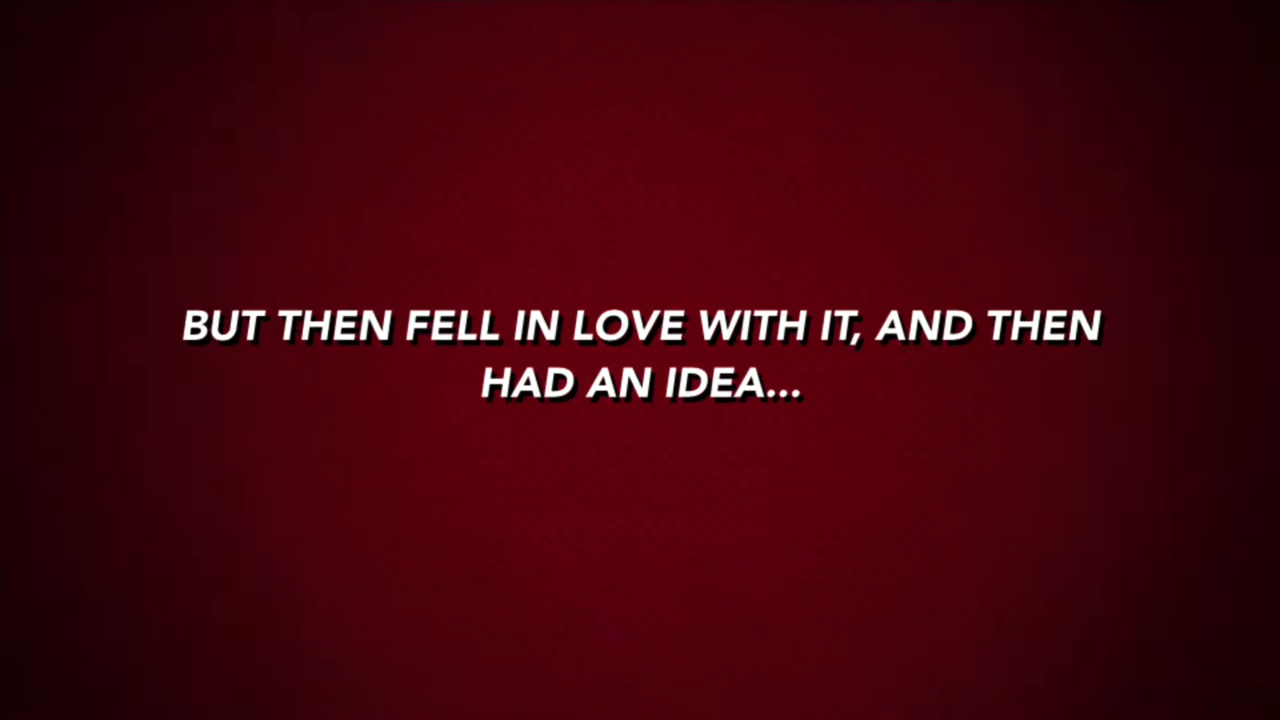 BUT THEN FELL IN LOVE WITH IT, AND THEN
HAD AN IDEA...